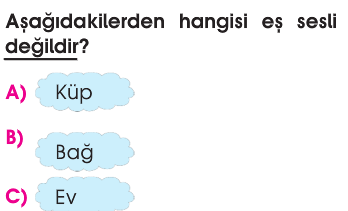 Aşağıdakilerden hangisi eş sesli
değildir?
A) Küp
B) Bağ
C) Ev